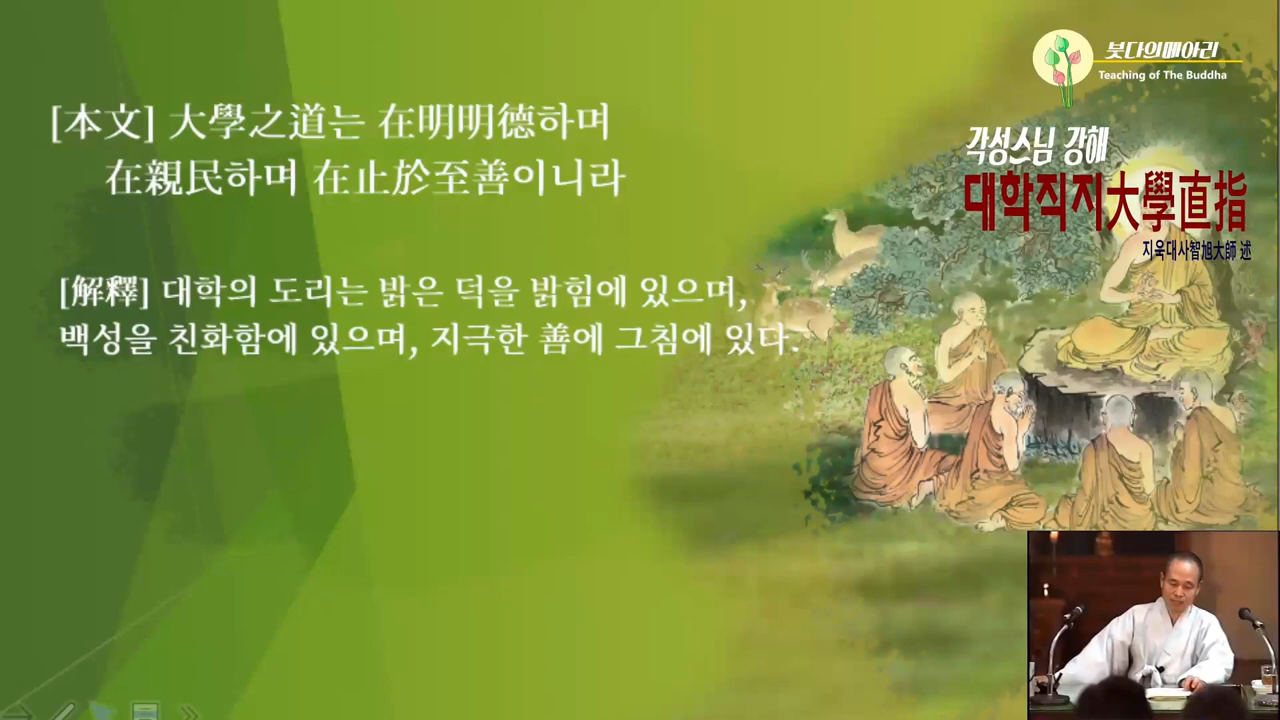 붓다의메아리
Teaching of The Buddha
각성스님 강해
대학직지大學直指
지욱대사智旭大師 述
[本文] 大學之道는 在明明德하며
在親民하며 在止於至善이니라
[解釋] 대학의 도리는 밝은 덕을 밝힘에 있으며,
백성을 친화함에 있으며, 지극한 善에 그침에 있다.